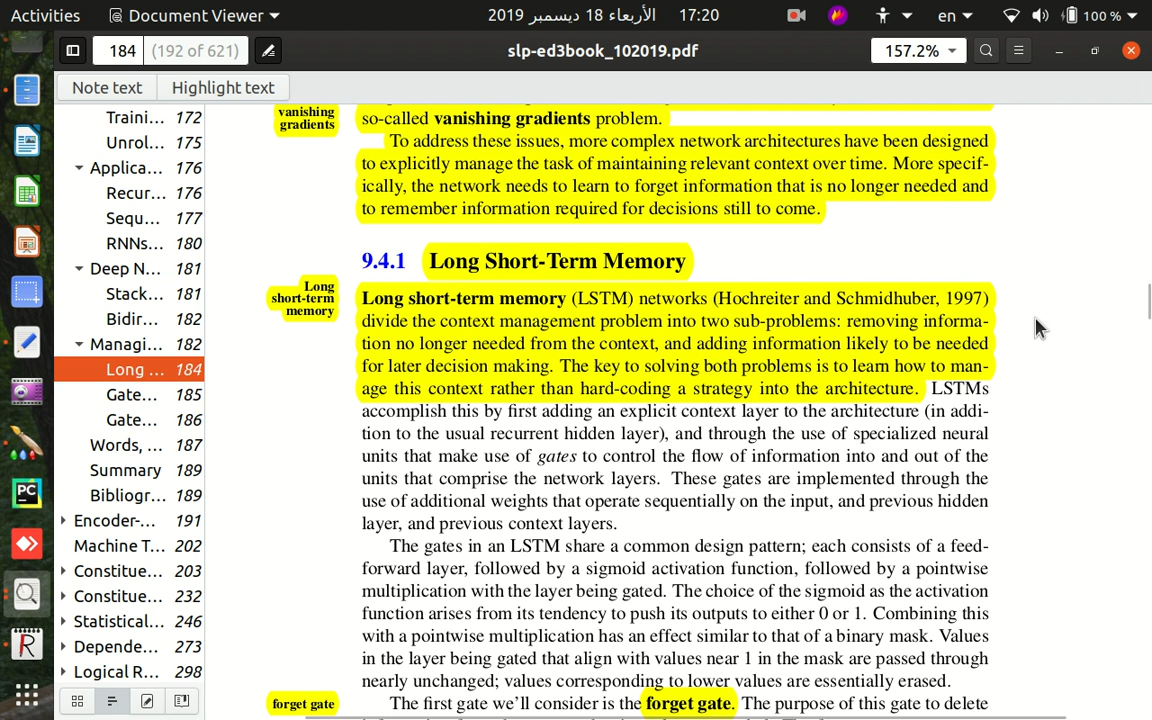 Activities
Document Viewer
الأربعاء 18 ديسمبر 2019
17:20
en
100 %
184
(192 of 621)
slp-ed3book_102019.pdf
157.2%
Note text
Highlight text
Traini... 172
Unrol... 175
Applica... 176
Recur... 176
Sequ... 177
RNNs... 180
Deep N... 181
Stack... 181
Bidir... 182
Managi... 182
Long ... 184
Gate... 185
Gate... 186
Words, ... 187
Summary 189
Bibliogr... 189
Encoder-... 191
Machine T... 202
Constitue... 203
Constitue... 232
Statistical... 246
Depende... 273
Logical R... 298
vanishing
gradients
so-called vanishing gradients problem.
To address these issues, more complex network architectures have been designed
to explicitly manage the task of maintaining relevant context over time. More specif-
ically, the network needs to learn to forget information that is no longer needed and
to remember information required for decisions still to come.
9.4.1 Long Short-Term Memory
Long
short-term
memory
Long short-term memory (LSTM) networks (Hochreiter and Schmidhuber, 1997)
divide the context management problem into two sub-problems: removing informa-
tion no longer needed from the context, and adding information likely to be needed
for later decision making. The key to solving both problems is to learn how to man-
age this context rather than hard-coding a strategy into the architecture. LSTMs
accomplish this by first adding an explicit context layer to the architecture (in addi-
tion to the usual recurrent hidden layer), and through the use of specialized neural
units that make use of gates to control the flow of information into and out of the
units that comprise the network layers. These gates are implemented through the
use of additional weights that operate sequentially on the input, and previous hidden
layer, and previous context layers.
The gates in an LSTM share a common design pattern; each consists of a feed-
forward layer, followed by a sigmoid activation function, followed by a pointwise
multiplication with the layer being gated. The choice of the sigmoid as the activation
function arises from its tendency to push its outputs to either 0 or 1. Combining this
with a pointwise multiplication has an effect similar to that of a binary mask. Values
in the layer being gated that align with values near 1 in the mask are passed through
nearly unchanged; values corresponding to lower values are essentially erased.
forget gate
The first gate we'll consider is the forget gate. The purpose of this gate to delete
PC
R